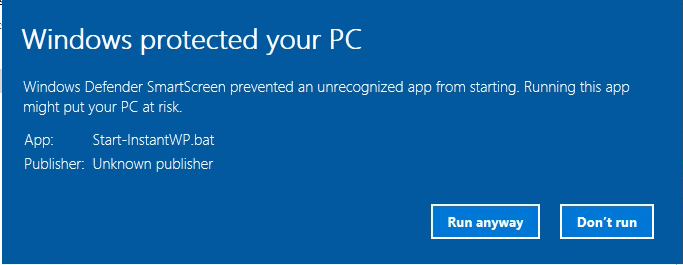 Windows protected your PC
Windows Defender SmartScreen prevented an unrecognized app from starting. Running this app
might put your PC at risk.
App: Start-InstantWP.bat
Publisher: Unknown publisher
Run anyway Don't run